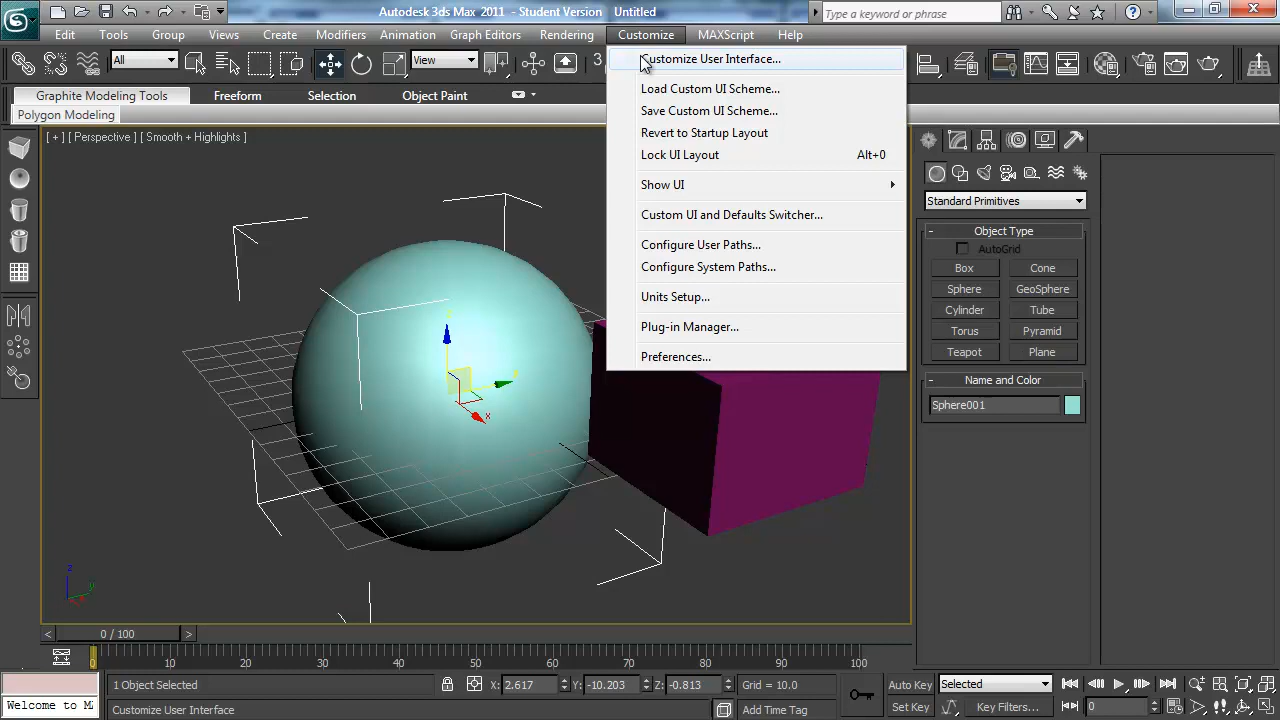 Autodesk 3ds Max 2011 - Student Version Untitled
Type a keyword or phrase
Edit Tools Group Views Create Modifiers Animation Graph Editors Rendering Customize MAXScript Help
All
View
3
Graphite Modeling Tools Freeform Selection Object Paint
Polygon Modeling
[ + ] [ Perspective ] [ Smooth + Highlights ]
Customize User Interface...
Load Custom UI Scheme...
Save Custom UI Scheme...
Revert to Startup Layout
Lock UI Layout Alt+0
Show UI
Custom UI and Defaults Switcher...
Configure User Paths...
Configure System Paths...
Units Setup...
Plug-in Manager...
Preferences...
Standard Primitives
- Object Type
AutoGrid
Box Cone
Sphere GeoSphere
Cylinder Tube
Torus Pyramid
Teapot Plane
- Name and Color
Sphere001
x
z
y
x
< 0 / 100 >
0 10 20 30 40 50 60 70 80 90 100
1 Object Selected X: 2.617 Y: -10.203 Z: -0.813 Grid = 10.0 Auto Key Selected
Welcome to MA Customize User Interface Add Time Tag Set Key Key Filters... 0